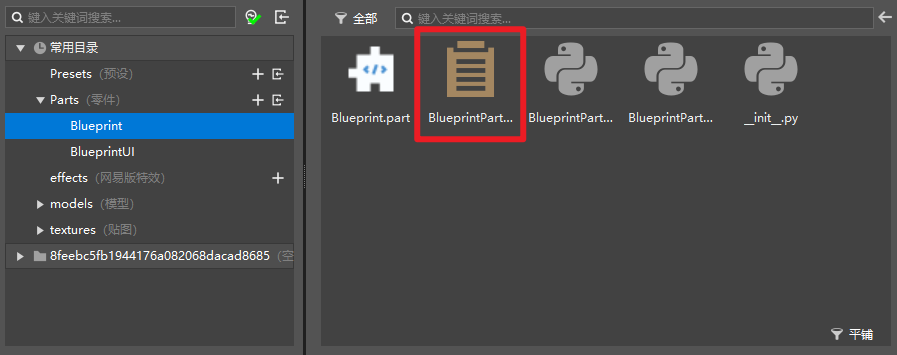 键入关键词搜索...
常用目录
Presets (预设)
Parts (零件)
Blueprint
BlueprintUI
effects (网易版特效)
models (模型)
textures (贴图)
8feebc5fb1944176a082068dacad8685 (空
全部
键入关键词搜索...
Blueprint.part
BlueprintPart...
BlueprintPart...
BlueprintPart...
__init__.py
平铺